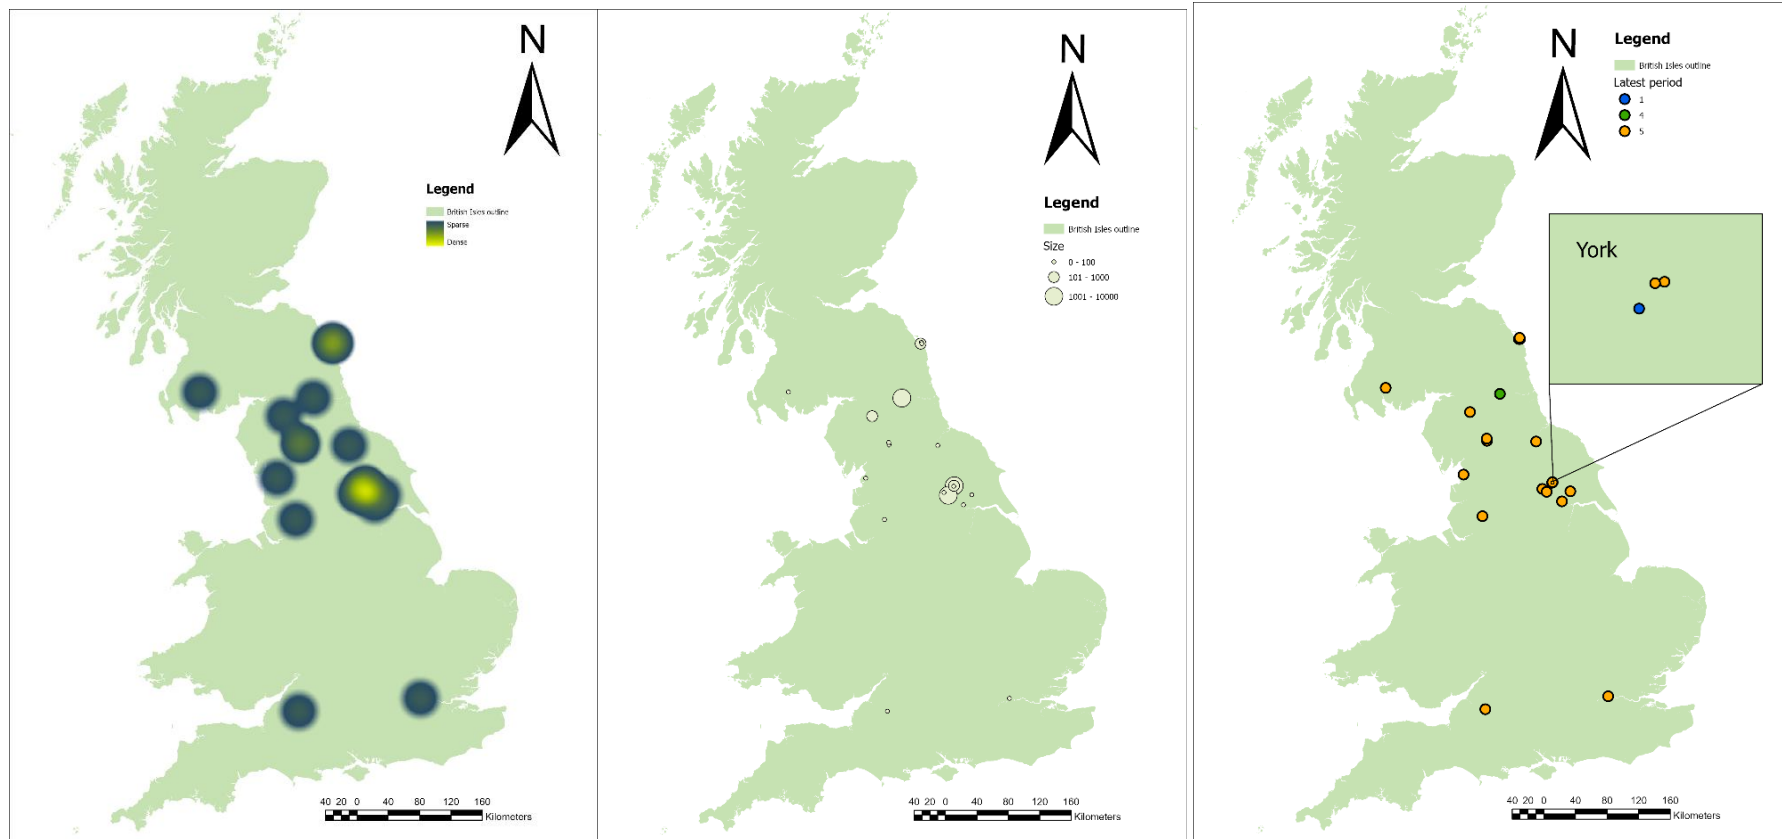 N
Legend
British Isles outline
Sparse
Dense
40 20 0 40 80 120 160
Kilometers
N
Legend
British Isles outline
Size
0 - 100
101 - 1000
1001 - 10000
40 20 0 40 80 120 160
Kilometers
N
Legend
British Isles outline
Latest period
1
4
5
York
40 20 0 40 80 120 160
Kilometers